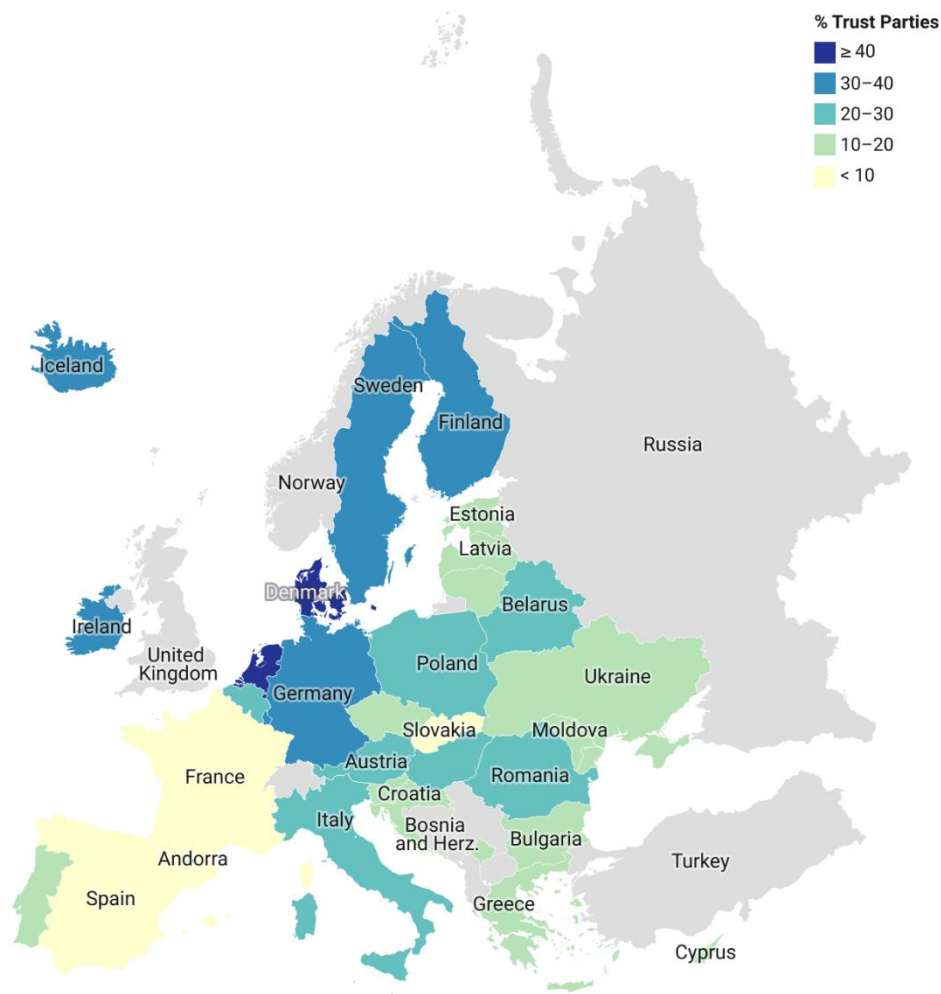 % Trust Parties
≥ 40
30–40
20–30
10–20
< 10
Iceland
Sweden
Finland
Russia
Norway
Estonia
Latvia
Denmark
Belarus
Ireland
United
Kingdom
Poland
Ukraine
Germany
Slovakia
Moldova
Austria
France
Romania
Croatia
Italy
Bosnia
and Herz.
Bulgaria
Andorra
Turkey
Spain
Greece
Cyprus